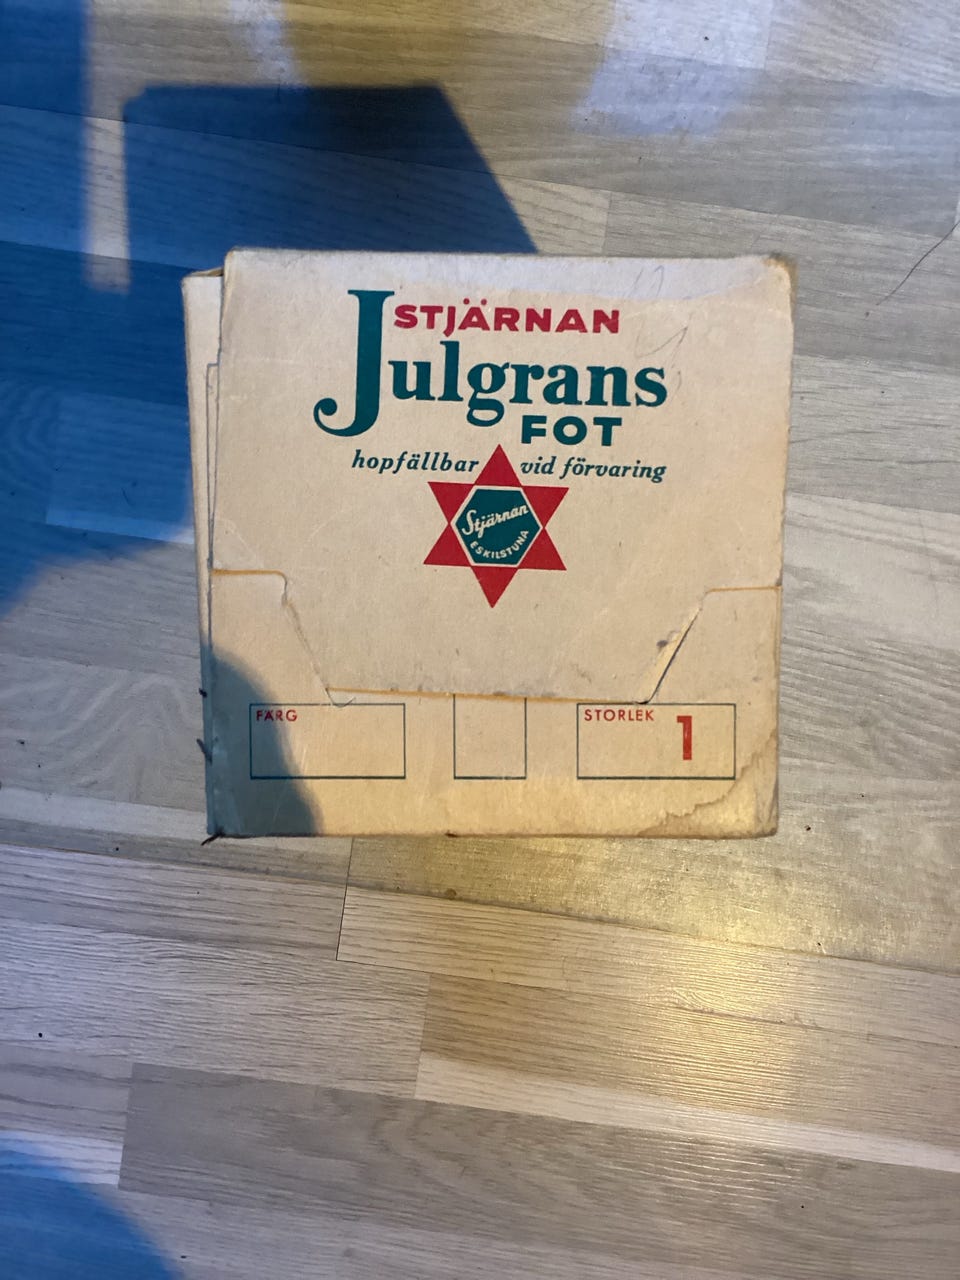 STJÄRNAN
Julgrans
FOT
hopfällbar vid förvaring
Stjärnan
ESKILSTUNA
FÄRG
STORLEK 1